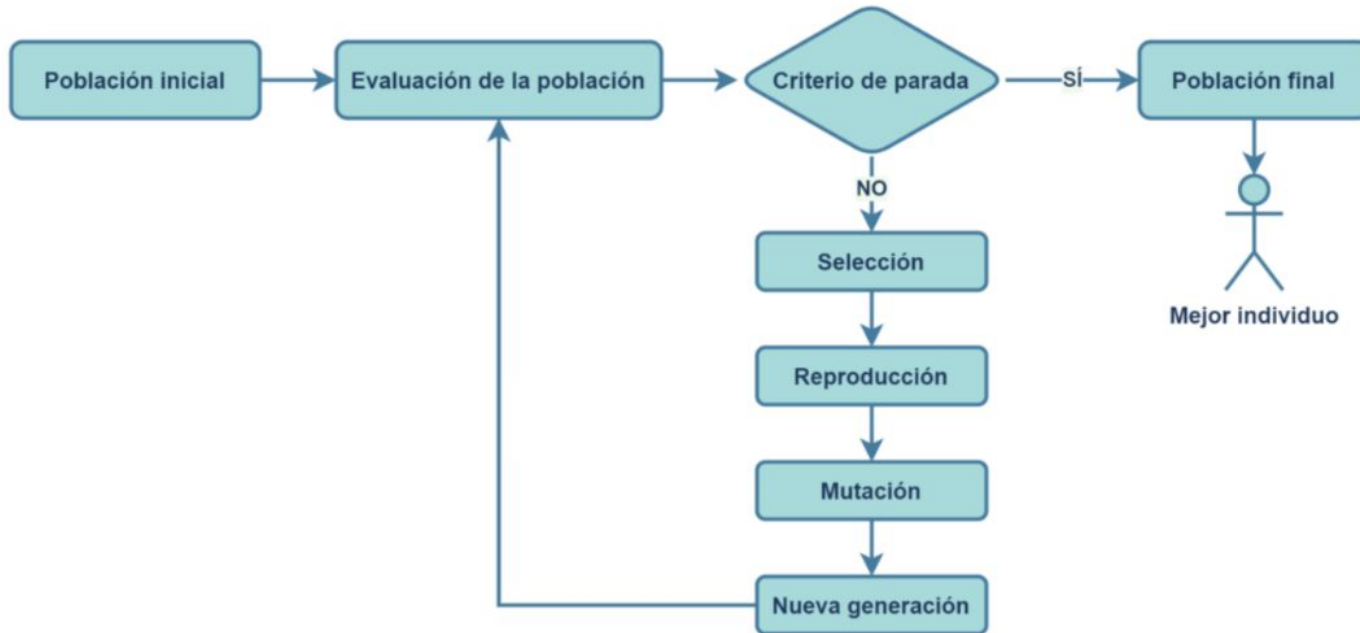 Población inicial
Evaluación de la población
Criterio de parada
SÍ
Población final
NO
Selección
Mejor individuo
Reproducción
Mutación
Nueva generación